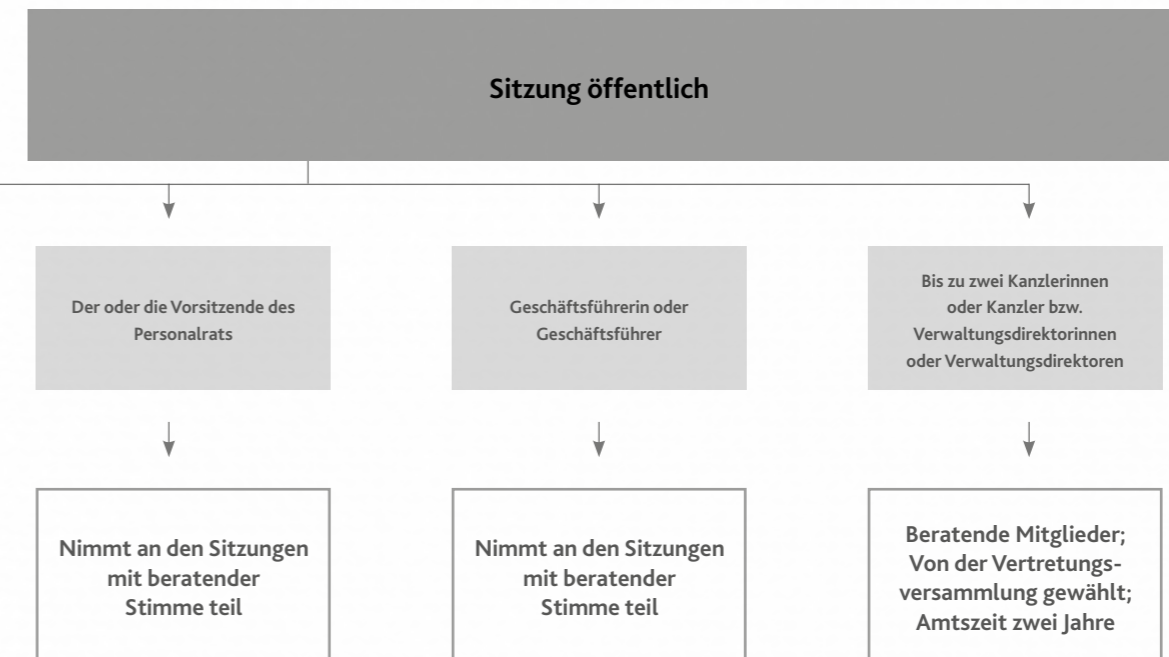 Sitzung öffentlich
Der oder die Vorsitzende des
Personalrats
Geschäftsführerin oder
Geschäftsführer
Bis zu zwei Kanzlerinnen
oder Kanzler bzw.
Verwaltungsdirektorinnen
oder Verwaltungsdirektoren
Nimmt an den Sitzungen
mit beratender
Stimme teil
Nimmt an den Sitzungen
mit beratender
Stimme teil
Beratende Mitglieder;
Von der Vertretungs-
versammlung gewählt;
Amtszeit zwei Jahre